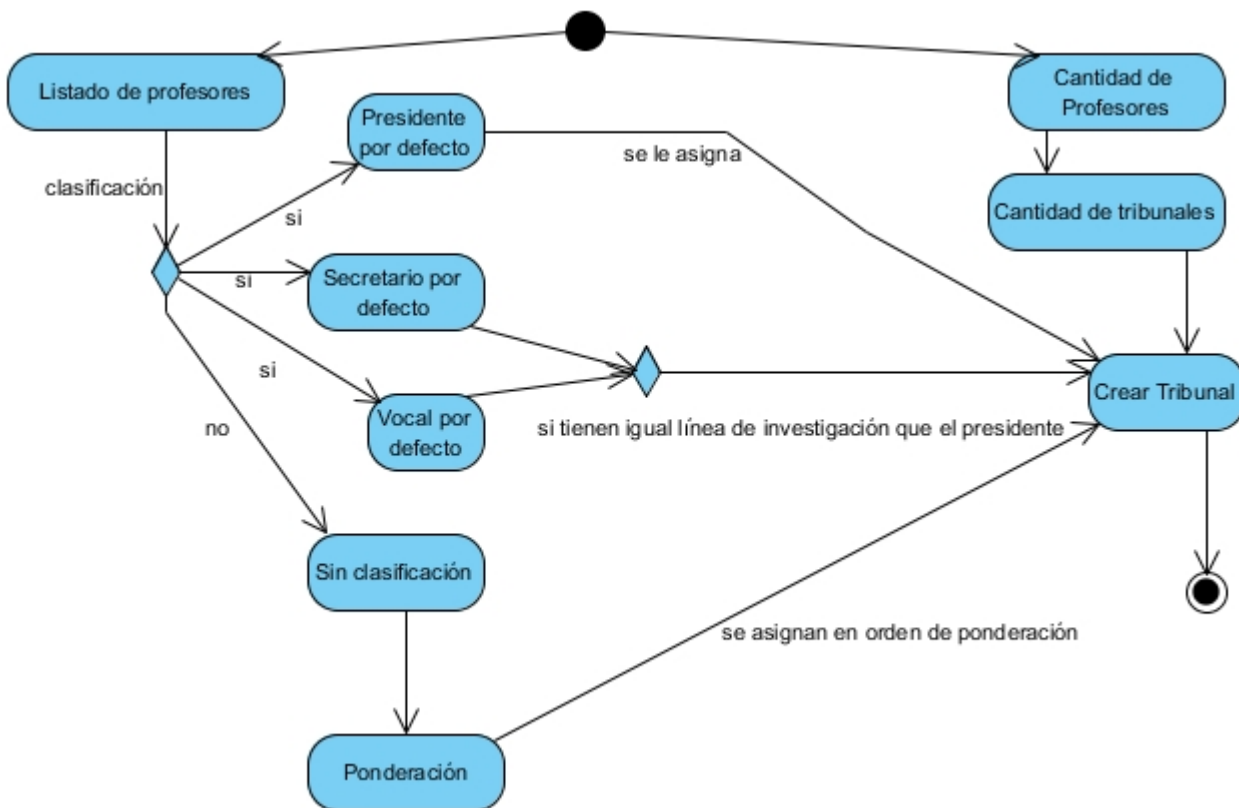 Listado de profesores
Cantidad de
Profesores
Presidente
por defecto
se le asigna
clasificación
si
Cantidad de tribunales
si
Secretario por
defecto
si
Vocal por
defecto
Crear Tribunal
no
si tienen igual línea de investigación que el presidente
Sin clasificación
se asignan en orden de ponderación
Ponderación